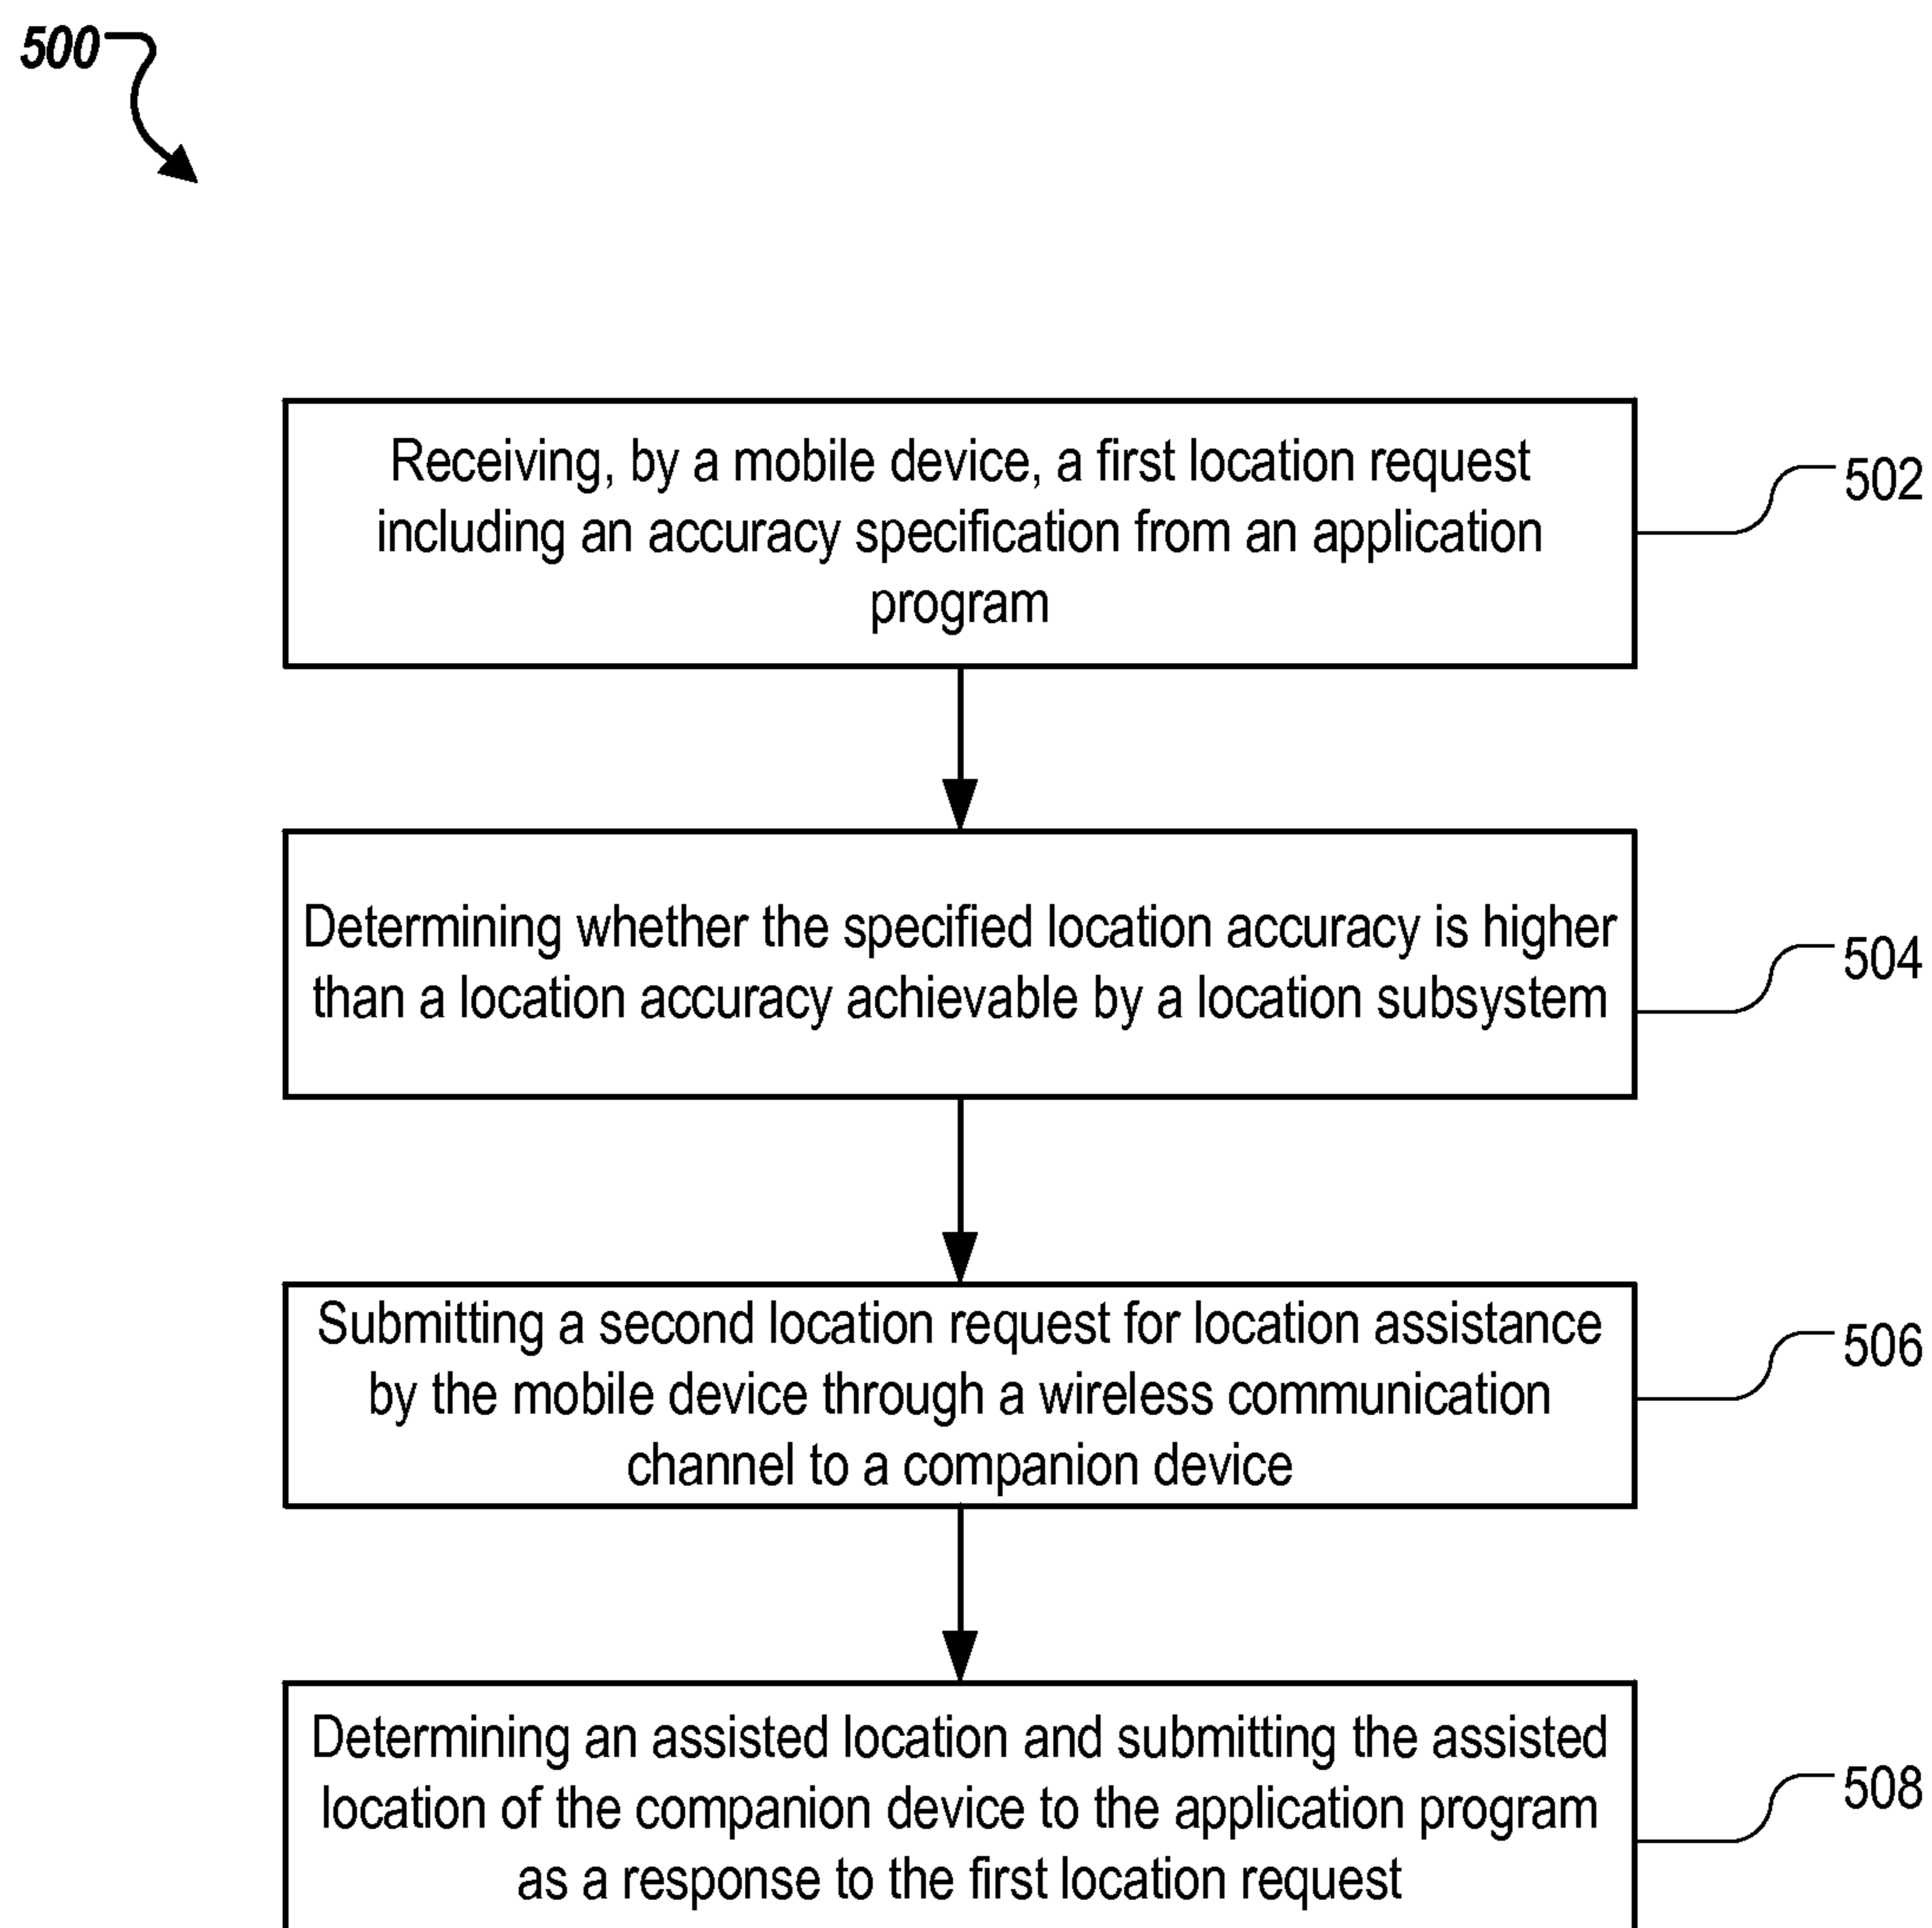 500
Receiving, by a mobile device, a first location request
including an accuracy specification from an application
program
502
Determining whether the specified location accuracy is higher
than a location accuracy achievable by a location subsystem
504
Submitting a second location request for location assistance
by the mobile device through a wireless communication
channel to a companion device
506
Determining an assisted location and submitting the assisted
location of the companion device to the application program
as a response to the first location request
508